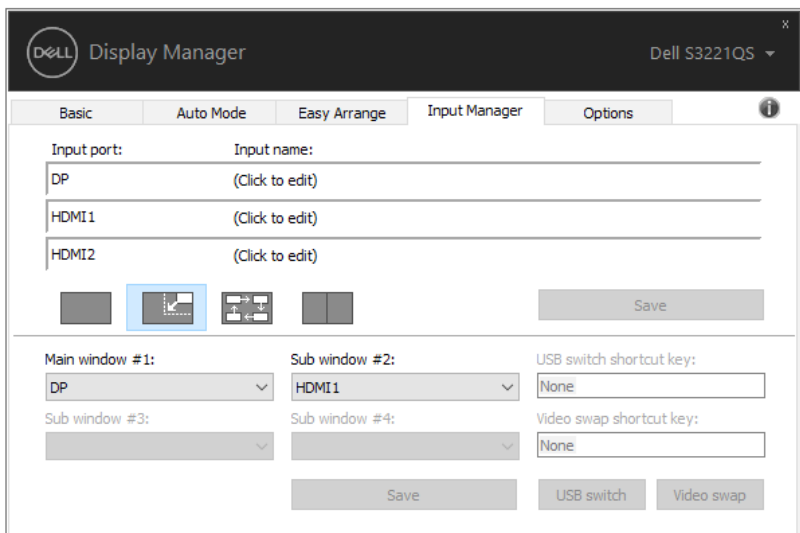 x
DELL Display Manager Dell S3221QS
Basic Auto Mode Easy Arrange Input Manager Options
Input port: Input name:
DP (Click to edit)
HDMI1 (Click to edit)
HDMI2 (Click to edit)
Save
Main window #1: Sub window #2: USB switch shortcut key:
DP HDMI1 None
Sub window #3: Sub window #4: Video swap shortcut key:
None
Save USB switch Video swap